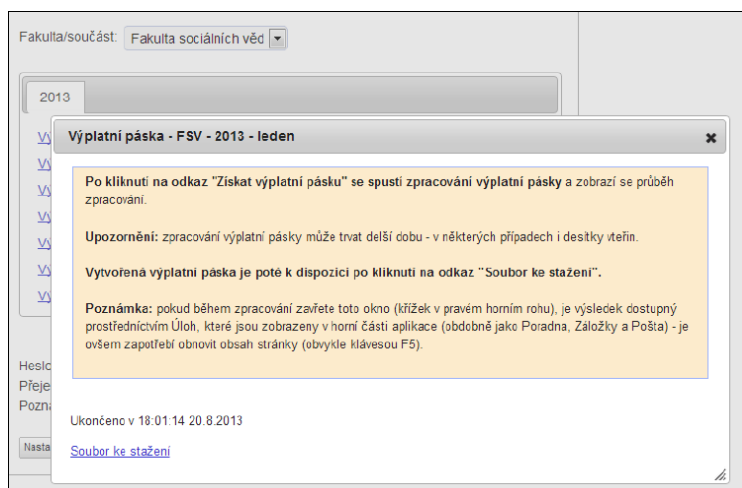 Fakulta/součást: Fakulta sociálních věd
2013
Výplatní páska - FSV - 2013 - leden
Po kliknutí na odkaz "Získat výplatní pásku" se spustí zpracování výplatní pásky a zobrazí se průběh
zpracování.
Upozornění: zpracování výplatní pásky může trvat delší dobu - v některých případech i desítky vteřin.
Vytvořená výplatní páska je poté k dispozici po kliknutí na odkaz "Soubor ke stažení".
Poznámka: pokud během zpracování zavřete toto okno (křížek v pravém horním rohu), je výsledek dostupný
prostřednictvím Úloh, které jsou zobrazeny v horní části aplikace (obdobně jako Poradna, Záložky a Pošta) - je
ovšem zapotřebí obnovit obsah stránky (obvykle klávesou F5).
Přeje
Ukončeno v 18:01:14 20.8.2013
Nasta
Soubor ke stažení